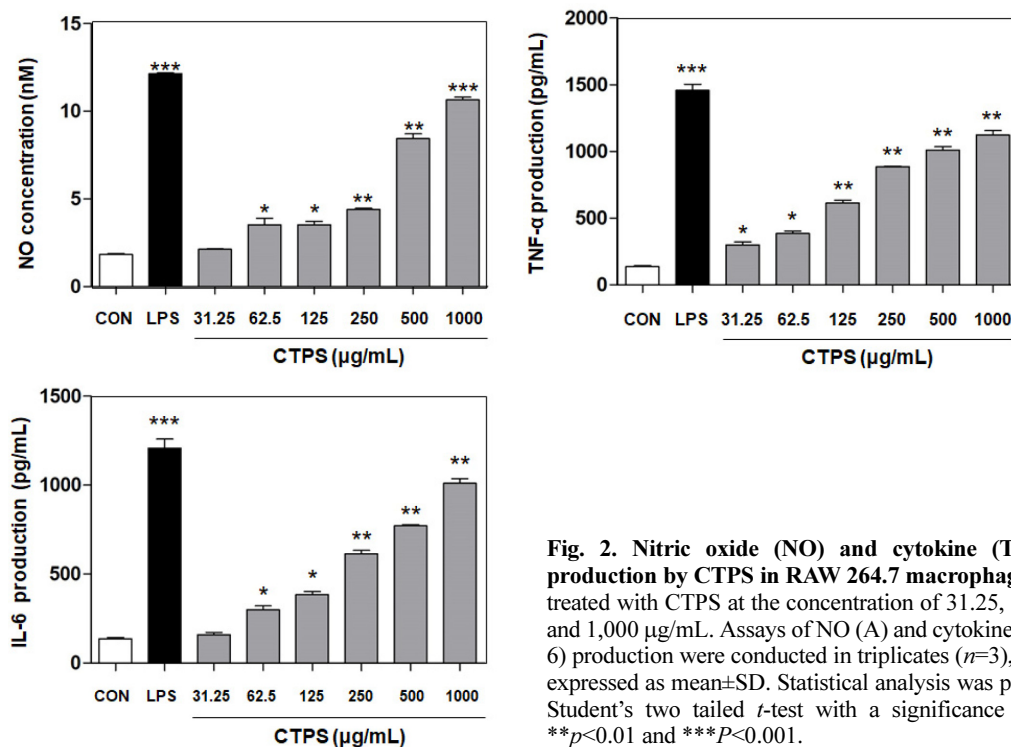 15
10
5
0
NO concentration (nM)
***
*
*
**
**
***
CON LPS 31.25 62.5 125 250 500 1000
CTPS (µg/mL)
2000
1500
1000
500
0
TNF-α production (pg/mL)
***
*
*
**
**
**
**
CON LPS 31.25 62.5 125 250 500 1000
CTPS (µg/mL)
1500
1000
500
0
IL-6 production (pg/mL)
***
*
*
**
**
**
CON LPS 31.25 62.5 125 250 500 1000
CTPS (µg/mL)
Fig. 2. Nitric oxide (NO) and cytokine (T
production by CTPS in RAW 264.7 macrophag
treated with CTPS at the concentration of 31.25,
and 1,000 µg/mL. Assays of NO (A) and cytokine
6) production were conducted in triplicates (n=3),
expressed as mean±SD. Statistical analysis was p
Student's two tailed t-test with a significance
**p<0.01 and ***P<0.001.